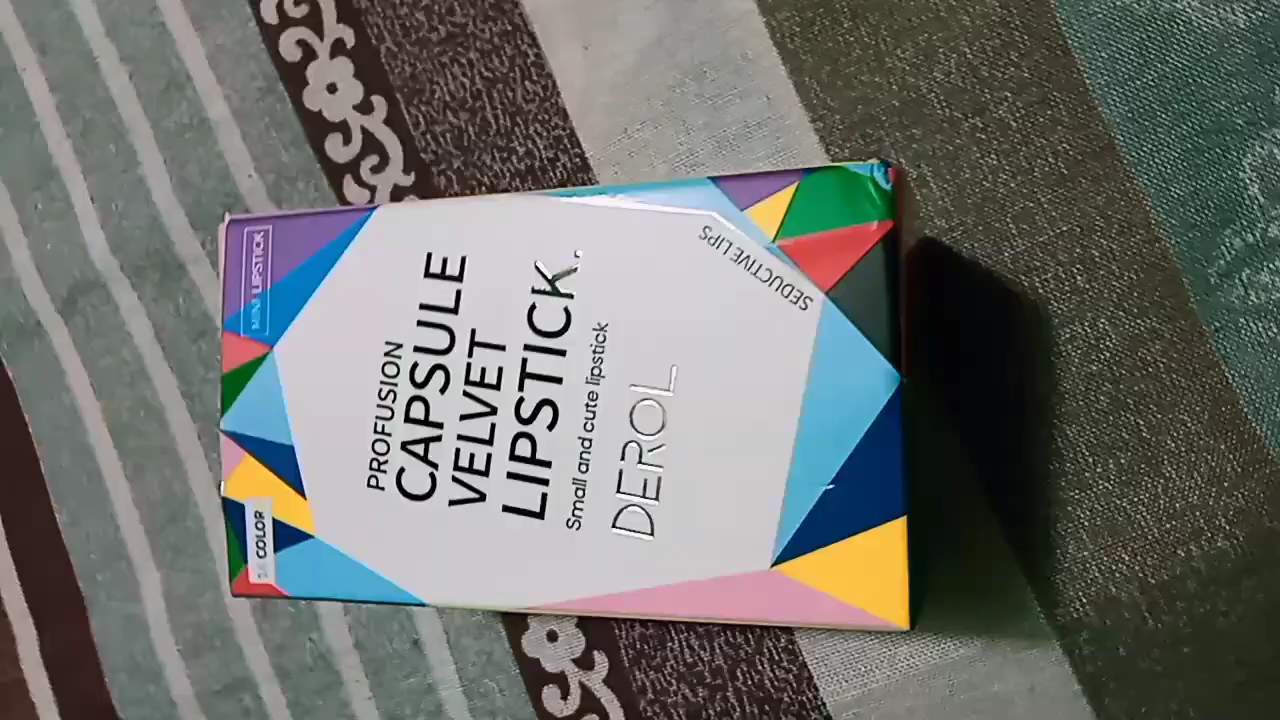 MINI LIPSTICK
COLOR
PROFUSION
CAPSULE
VELVET
LIPSTICK.
Small and cute lipstick
DEROL
SEDUCTIVE LIPS